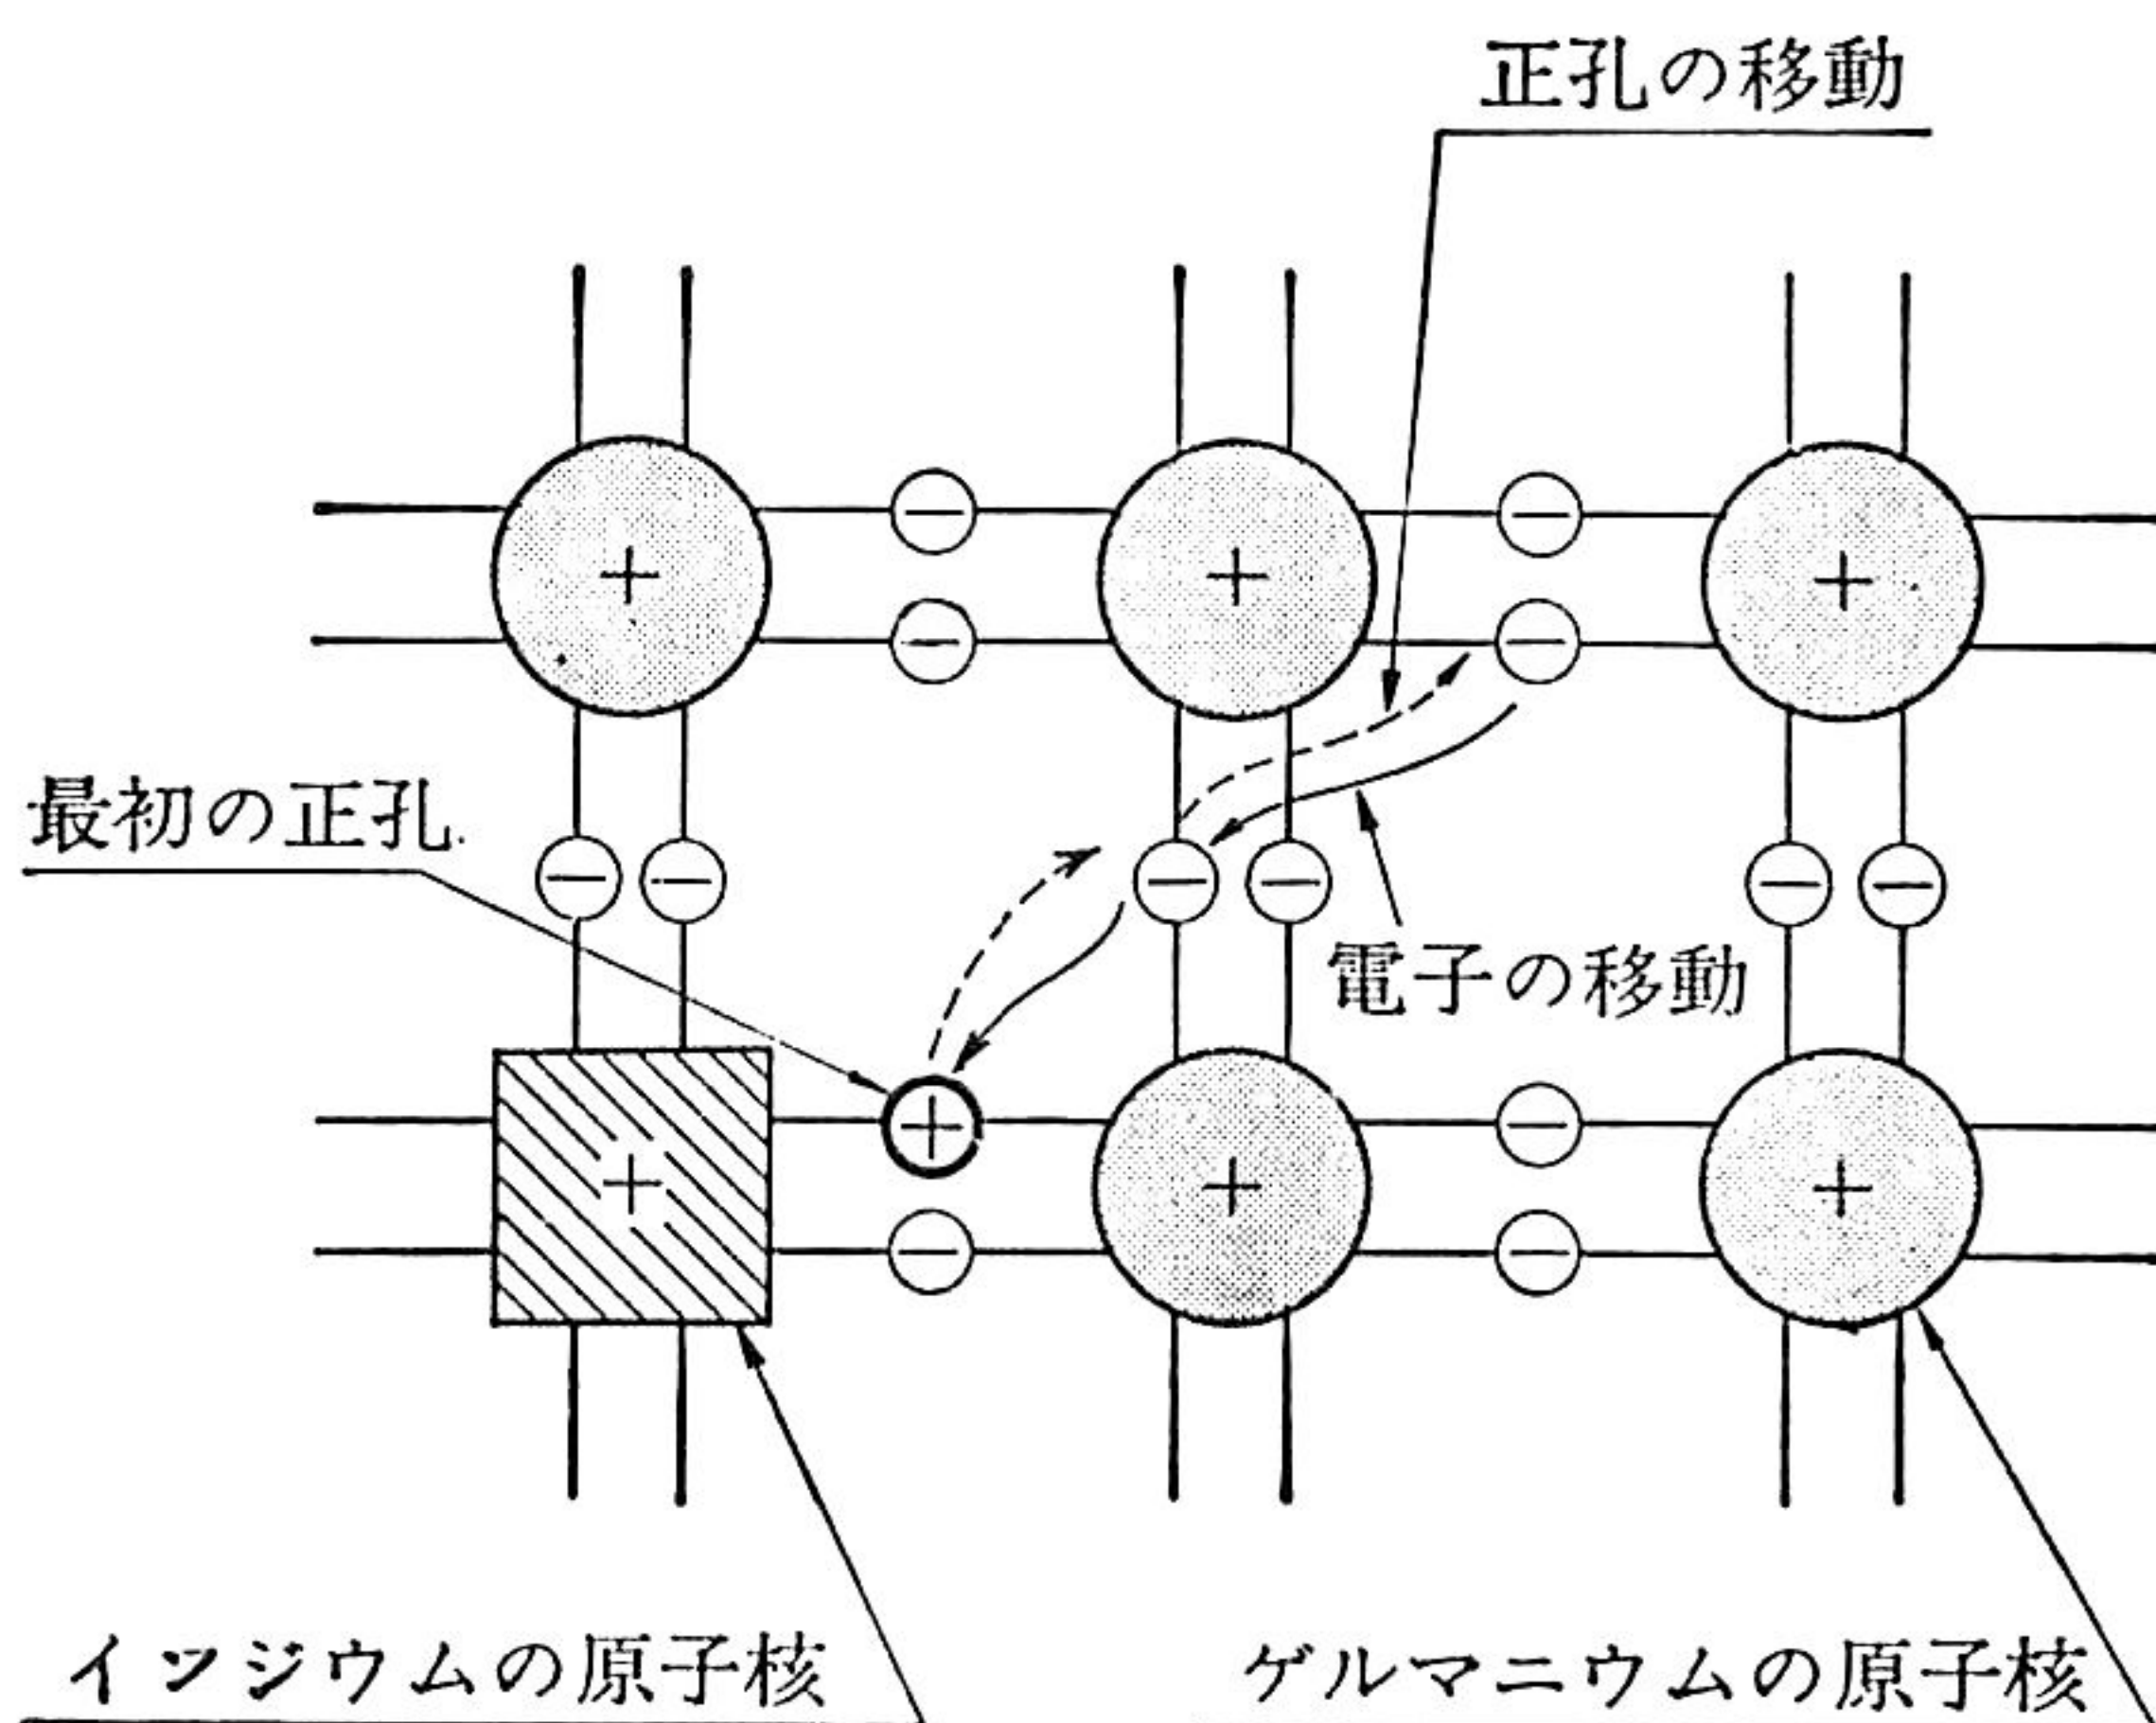 正孔の移動
最初の正孔
電子の移動
インジウムの原子核
ゲルマニウムの原子核